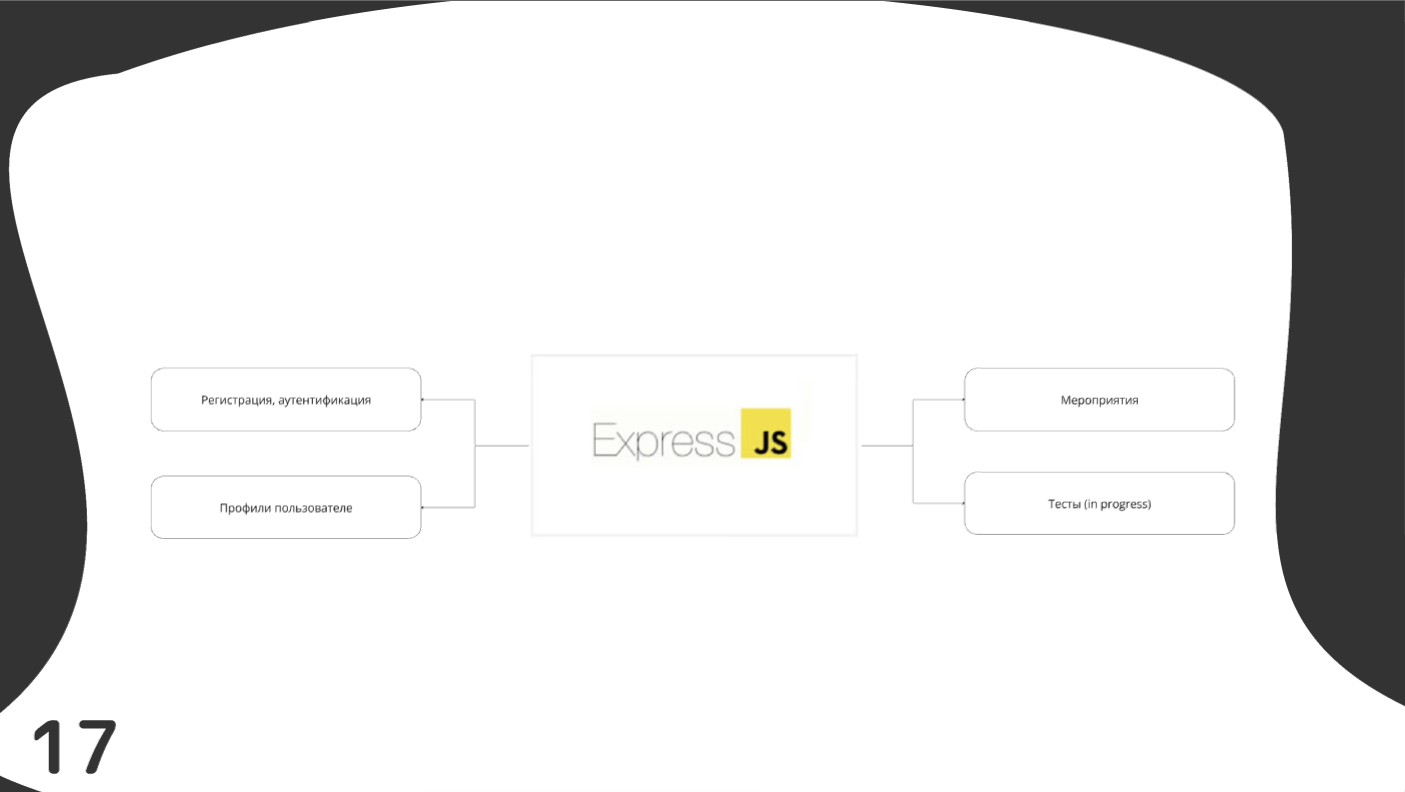 Регистрация, аутентификация
Профили пользователе
Express JS
Мероприятия
Тесты (in progress)
17